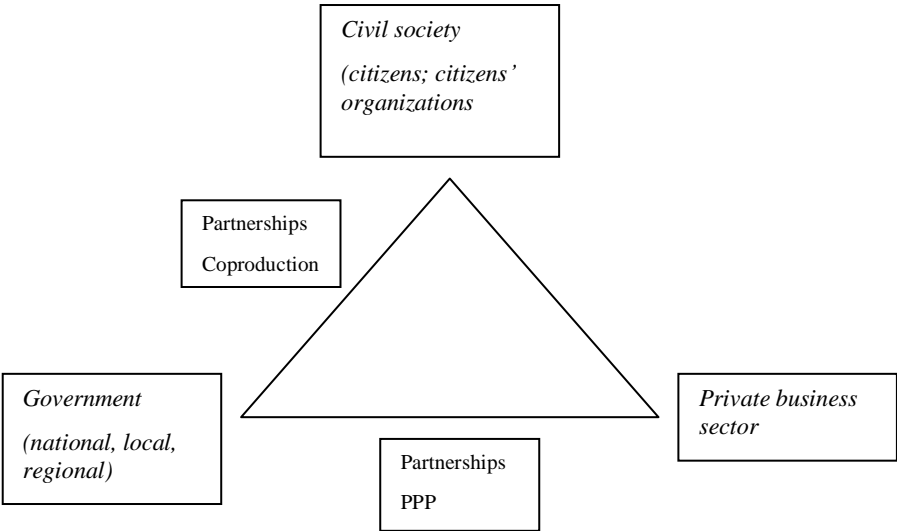 Civil society
(citizens; citizens'
organizations
Partnerships
Coproduction
Government
(national, local,
regional)
Private business
sector
Partnerships
PPP